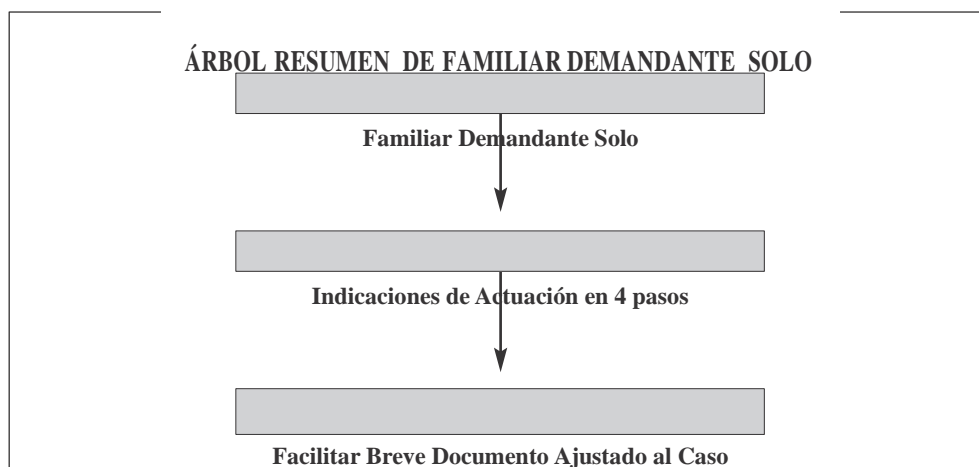 ÁRBOL RESUMEN DE FAMILIAR DEMANDANTE SOLO
Familiar Demandante Solo
Indicaciones de Actuación en 4 pasos
Facilitar Breve Documento Ajustado al Caso